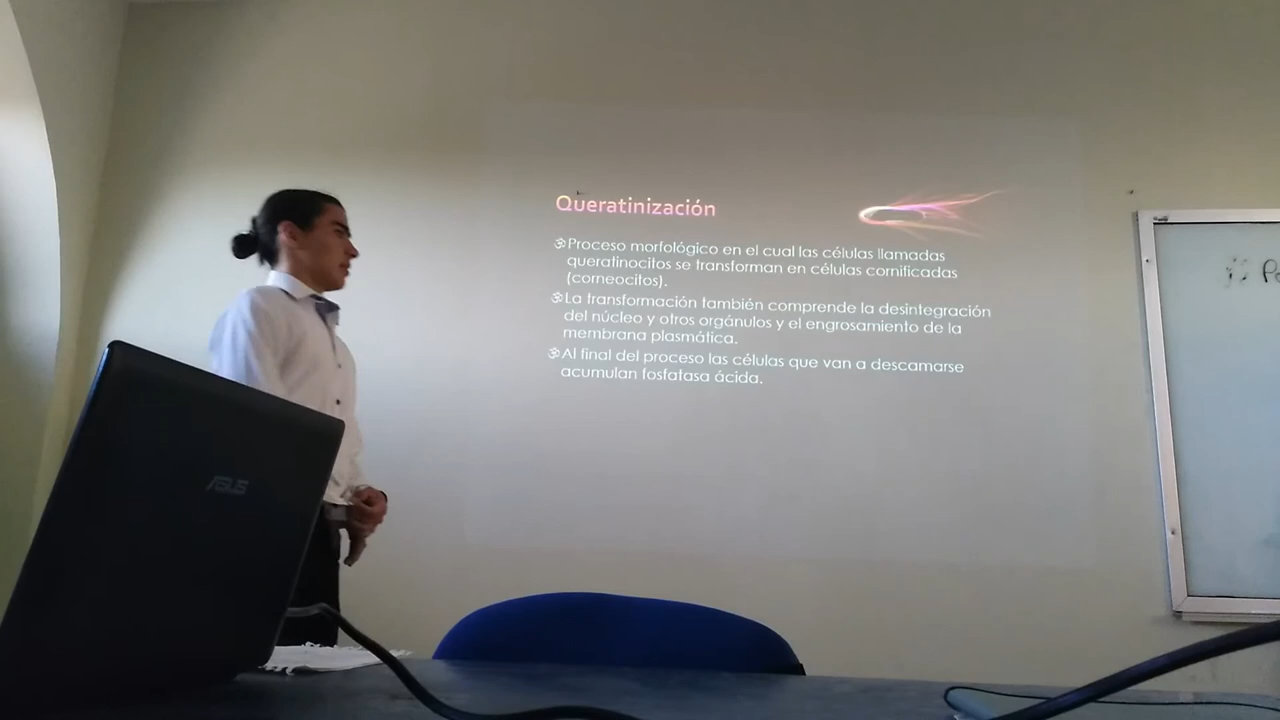 Queratinización
Proceso morfológico en el cual las células llamadas
queratinocitos se transforman en células cornificadas
(corneocitos).
La transformación también comprende la desintegración
del núcleo y otros orgánulos y el engrosamiento de la
membrana plasmática.
Al final del proceso las células que van a descamarse
acumulan fosfatasa ácida.
ASUS